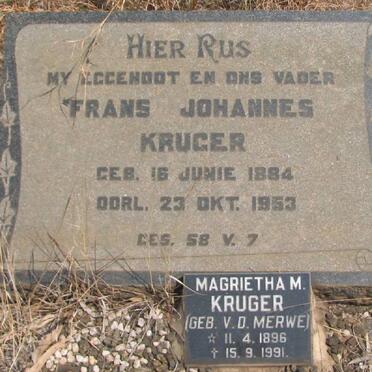 HIER RUS
MY EGGENOOT EN ONS VADER
FRANS JOHANNES
KRUGER
GEB. 16 JUNIE 1884
OORL. 23 OKT. 1953
GES. 58 V. 7
MAGRIETHA M.
KRUGER
(GEB. V.D. MERWE)
☆ 11. 4. 1896
✝ 15. 9. 1991.